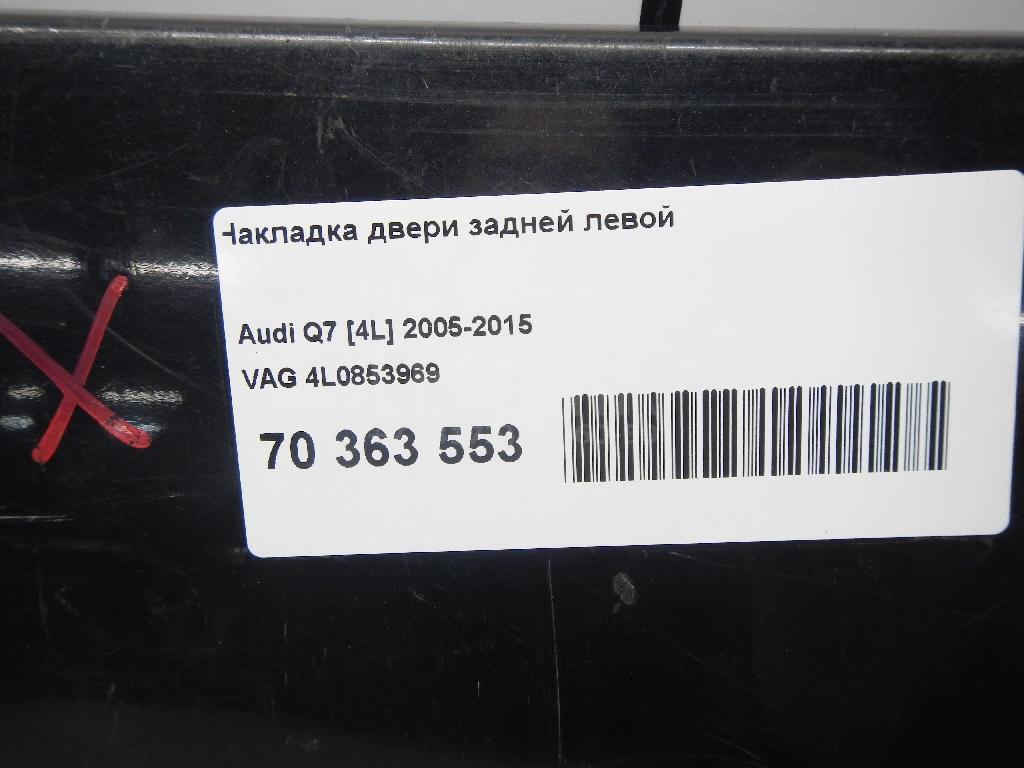 Накладка двери задней левой
Audi Q7 [4L] 2005-2015
VAG 4L0853969
70 363 553